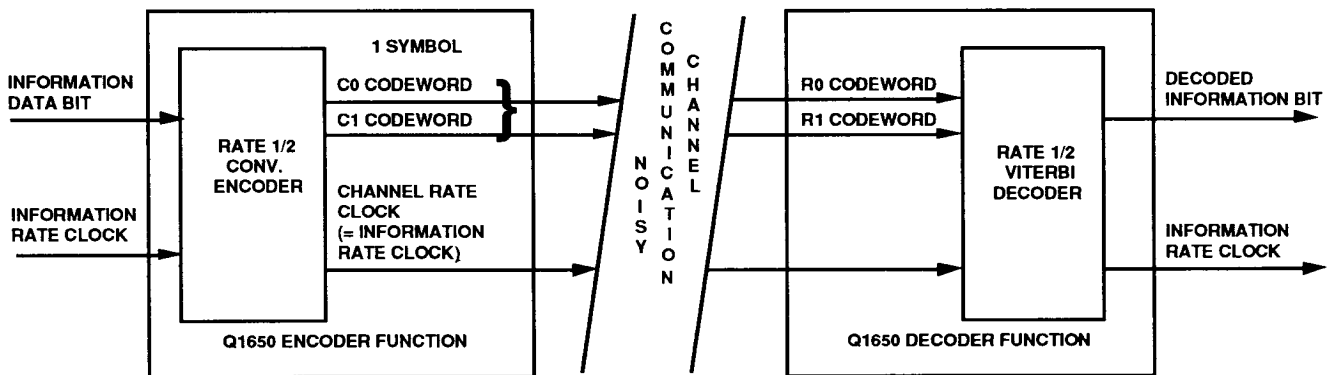 1 SYMBOL
INFORMATION
DATA BIT
C0 CODEWORD
C1 CODEWORD
RATE 1/2
CONV.
ENCODER
INFORMATION
RATE CLOCK
CHANNEL RATE
CLOCK
(= INFORMATION
RATE CLOCK)
Q1650 ENCODER FUNCTION
NOISY
COMMUNICATION
CHANNEL
R0 CODEWORD
R1 CODEWORD
RATE 1/2
VITERBI
DECODER
DECODED
INFORMATION BIT
INFORMATION
RATE CLOCK
Q1650 DECODER FUNCTION